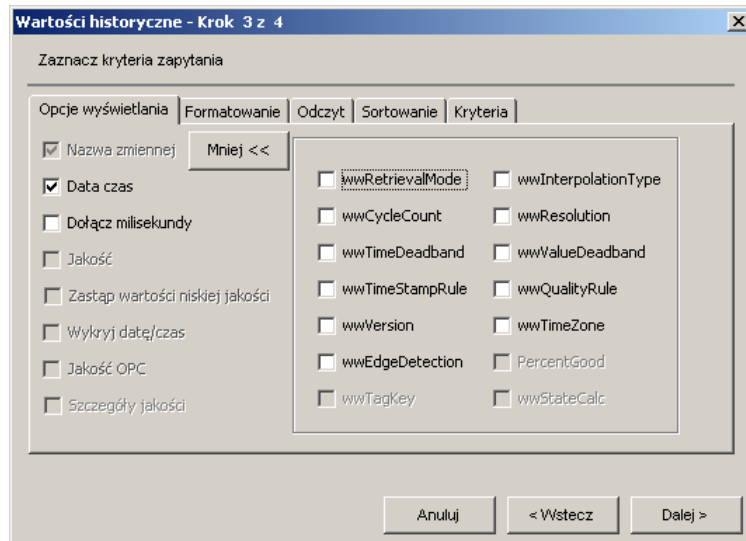 Wartości historyczne - Krok 3 z 4
Zaznacz kryteria zapytania
Opcje wyświetlania Formatowanie Odczyt Sortowanie Kryteria
Nazwa zmiennej Mniej <<
Data czas
Dołącz milisekundy
Jakość
Zastąp wartości niskiej jakości
Wykryj datę/czas
Jakość OPC
Szczegóły jakości
wwRetrievalMode wwInterpolationType
wwCycleCount wwResolution
wwTimeDeadband wwValueDeadband
wwTimeStampRule wwQualityRule
wwVersion wwTimeZone
wwEdgeDetection PercentGood
wwTagKey wwStateCalc
Anuluj < Wstecz Dalej >